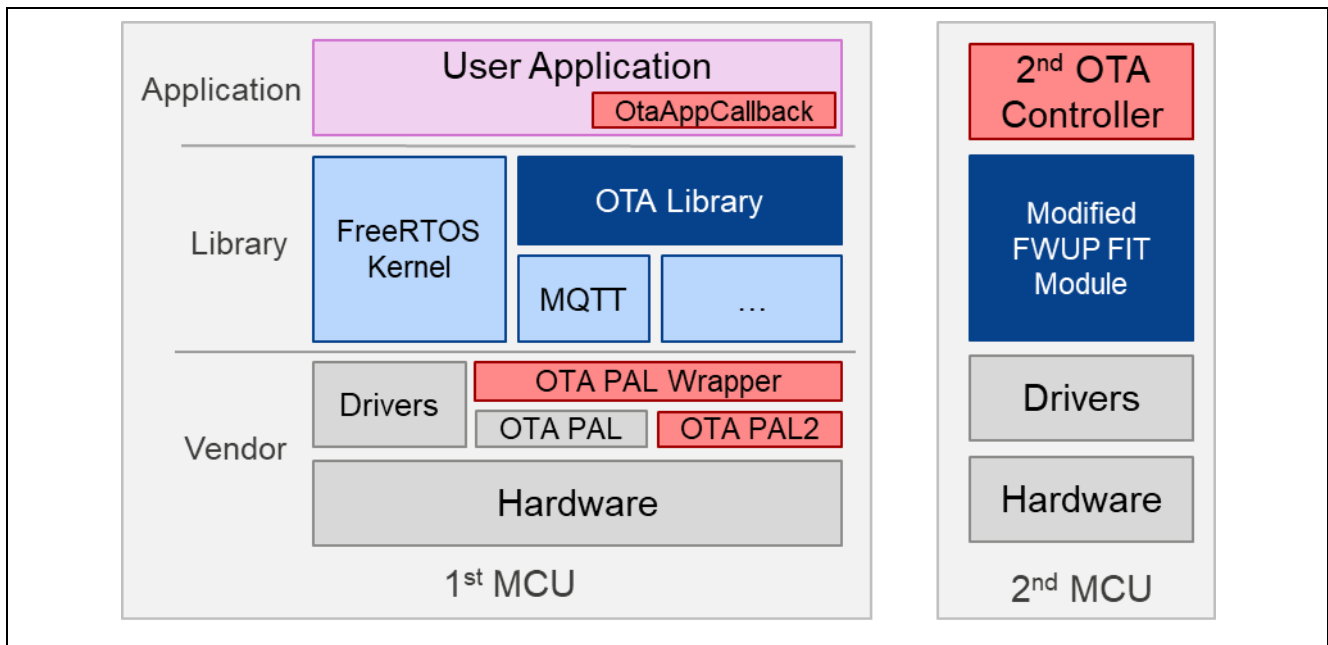 Application
User Application
OtaAppCallback
Library
FreeRTOS
Kernel
OTA Library
MQTT
...
Vendor
Drivers
OTA PAL Wrapper
OTA PAL
OTA PAL2
Hardware
1st MCU
2nd OTA
Controller
Modified
FWUP FIT
Module
Drivers
Hardware
2nd MCU